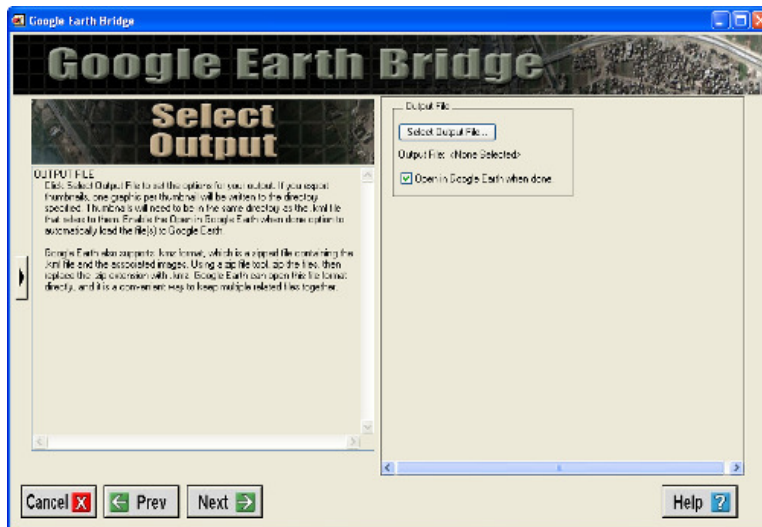 Google Earth Bridge
Google Earth Bridge
Select
Output
OUTPUT FILE
Click Select Output File to set the options for your output. If you export
thumbnails, one graphic per thumbnail will be written to the directory
specified. Thumbnails will need to be in the same directory as the .kml file
that refers to them. Enable the Open in Google Earth when done option to
automatically load the file(s) to Google Earth.
Google Earth also supports .kmz format, which is a zipped file containing the
.kml file and the associated images. Using a zip file tool, zip the files, then
replace the .zip extension with .kmz. Google Earth can open this file format
directly, and it is a convenient way to keep multiple related files together.
Output File
Select Output File...
Output File: <None Selected>
Open in Google Earth when done.
Cancel X
Prev
Next
Help ?